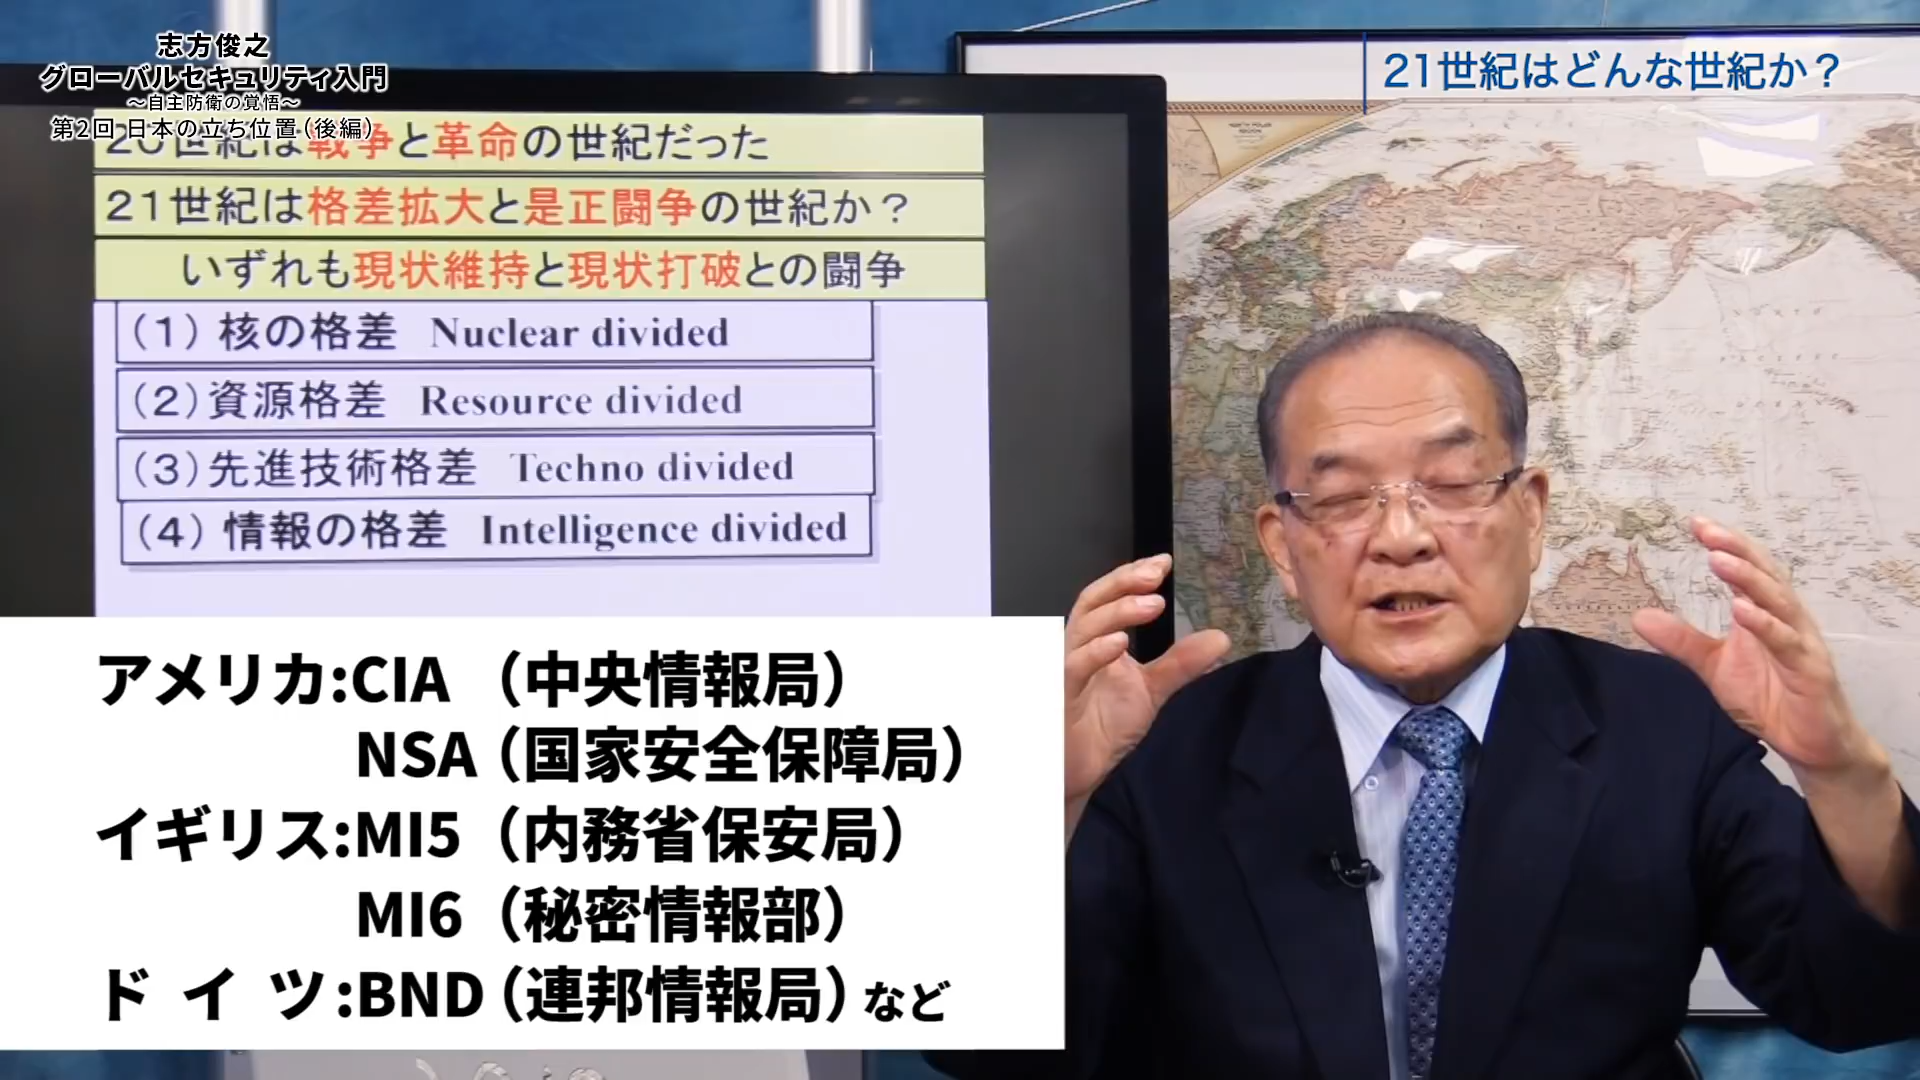 志方俊之
グローバルセキュリティ入門
～自主防衛の覚悟～
第2回 日本の立ち位置（後編）
21世紀はどんな世紀か？
20世紀は戦争と革命の世紀だった
21世紀は格差拡大と是正闘争の世紀か？
いずれも現状維持と現状打破との闘争
（1）核の格差 Nuclear divided
（2）資源格差 Resource divided
（3）先進技術格差 Techno divided
（4）情報の格差 Intelligence divided
アメリカ:CIA （中央情報局）
NSA（国家安全保障局）
イギリス:MI5（内務省保安局）
MI6（秘密情報部）
ドイツ:BND（連邦情報局）など